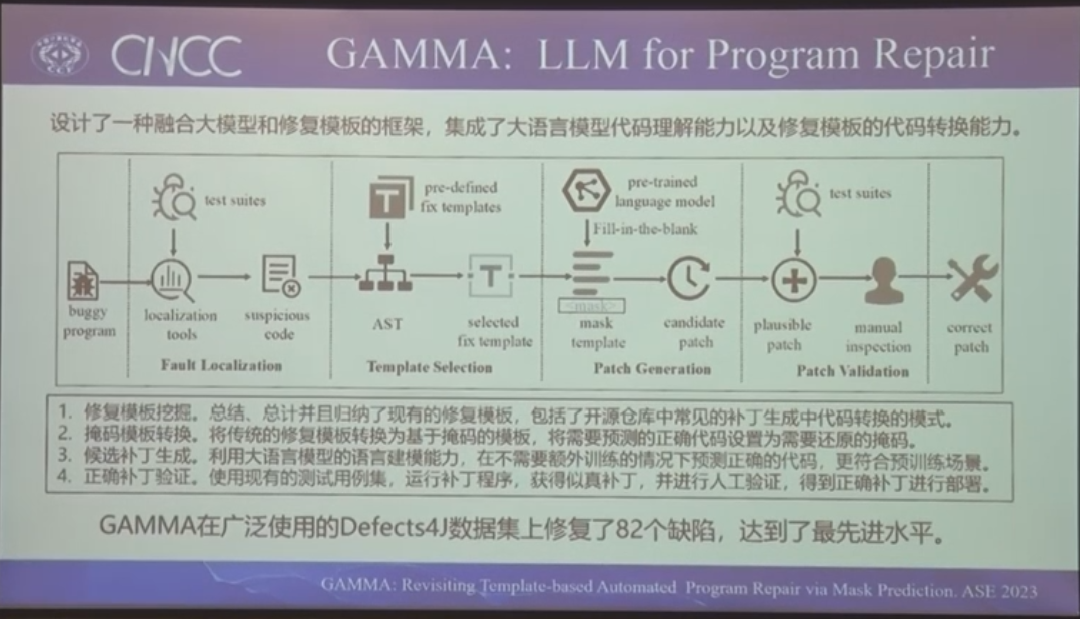 CNCC
GAMMA: LLM for Program Repair
设计了一种融合大模型和修复模板的框架，集成了大语言模型代码理解能力以及修复模板的代码转换能力。
test suites
pre-defined
fix templates
pre-trained
language model
Fill-in-the-blank
test suites
buggy
program
localization
tools
suspicious
code
AST
selected
fix template
<mask>
mask
template
candidate
patch
plausible
patch
manual
inspection
correct
patch
Fault Localization
Template Selection
Patch Generation
Patch Validation
1. 修复模板挖掘。总结、总计并且归纳了现有的修复模板，包括了开源仓库中常见的补丁生成中代码转换的模式。
2. 掩码模板转换。将传统的修复模板转换为基于掩码的模板，将需要预测的正确代码设置为需要还原的掩码。
3. 候选补丁生成。利用大语言模型的语言建模能力，在不需要额外训练的情况下预测正确的代码，更符合预训练场景。
4. 正确补丁验证。使用现有的测试用例集，运行补丁程序，获得似真补丁，并进行人工验证，得到正确补丁进行部署。
GAMMA在广泛使用的Defects4J数据集上修复了82个缺陷，达到了最先进水平。
GAMMA: Revisiting Template-based Automated Program Repair via Mask Prediction. ASE 2023